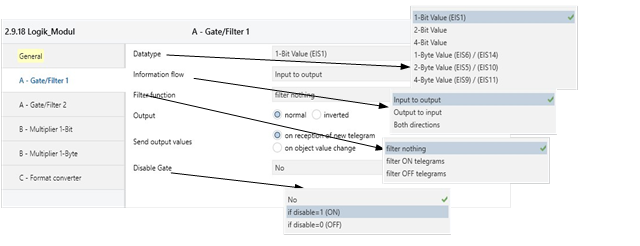 2.9.18 Logik_Modul
A - Gate/Filter 1
General
A - Gate/Filter 1
A - Gate/Filter 2
B - Multiplier 1-Bit
B - Multiplier 1-Byte
C - Format converter
Datatype
1-Bit Value (EIS1)
Information flow
Input to output
Filter function
filter nothing
Output
normal
inverted
Send output values
on reception of new telegram
on object value change
Disable Gate
No
1-Bit Value (EIS1)
2-Bit Value
4-Bit Value
1-Byte Value (EIS6) / (EIS14)
2-Byte Value (EIS5) / (EIS10)
4-Byte Value (EIS9) / (EIS11)
Input to output
Output to input
Both directions
filter nothing
filter ON telegrams
filter OFF telegrams
No
if disable=1 (ON)
if disable=0 (OFF)